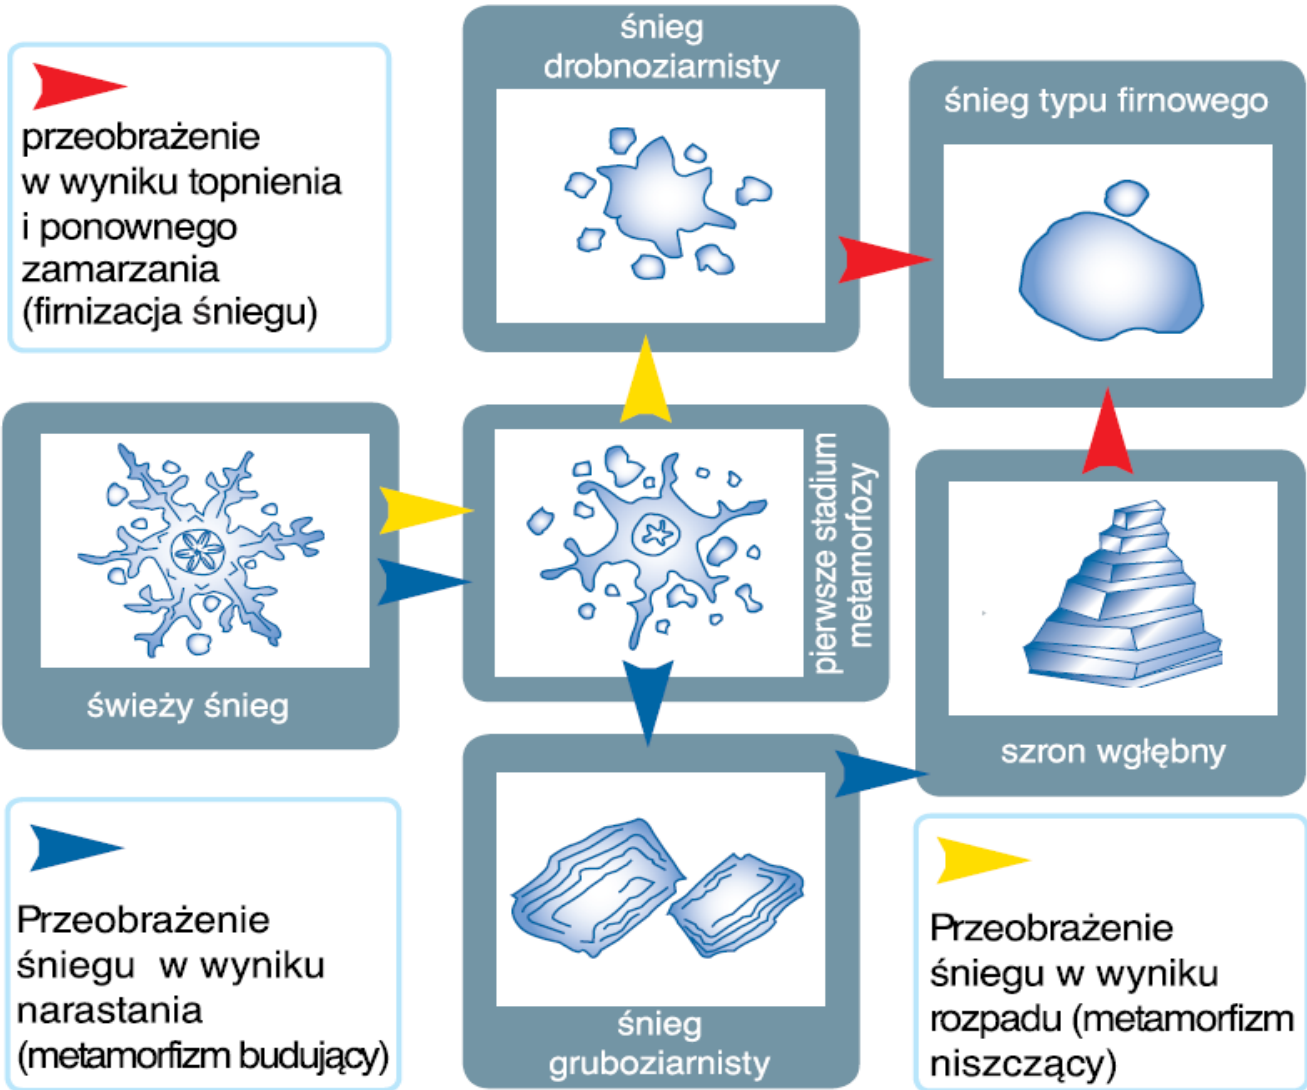 śnieg
drobnoziarnisty
śnieg typu firnowego
przeobrażenie
w wyniku topnienia
i ponownego
zamarzania
(firnizacja śniegu)
świeży śnieg
pierwsze stadium
metamorfozy
szron wgłębny
Przeobrażenie
śniegu w wyniku
narastania
(metamorfizm budujący)
śnieg
gruboziarnisty
Przeobrażenie
śniegu w wyniku
rozpadu (metamorfizm
niszczący)